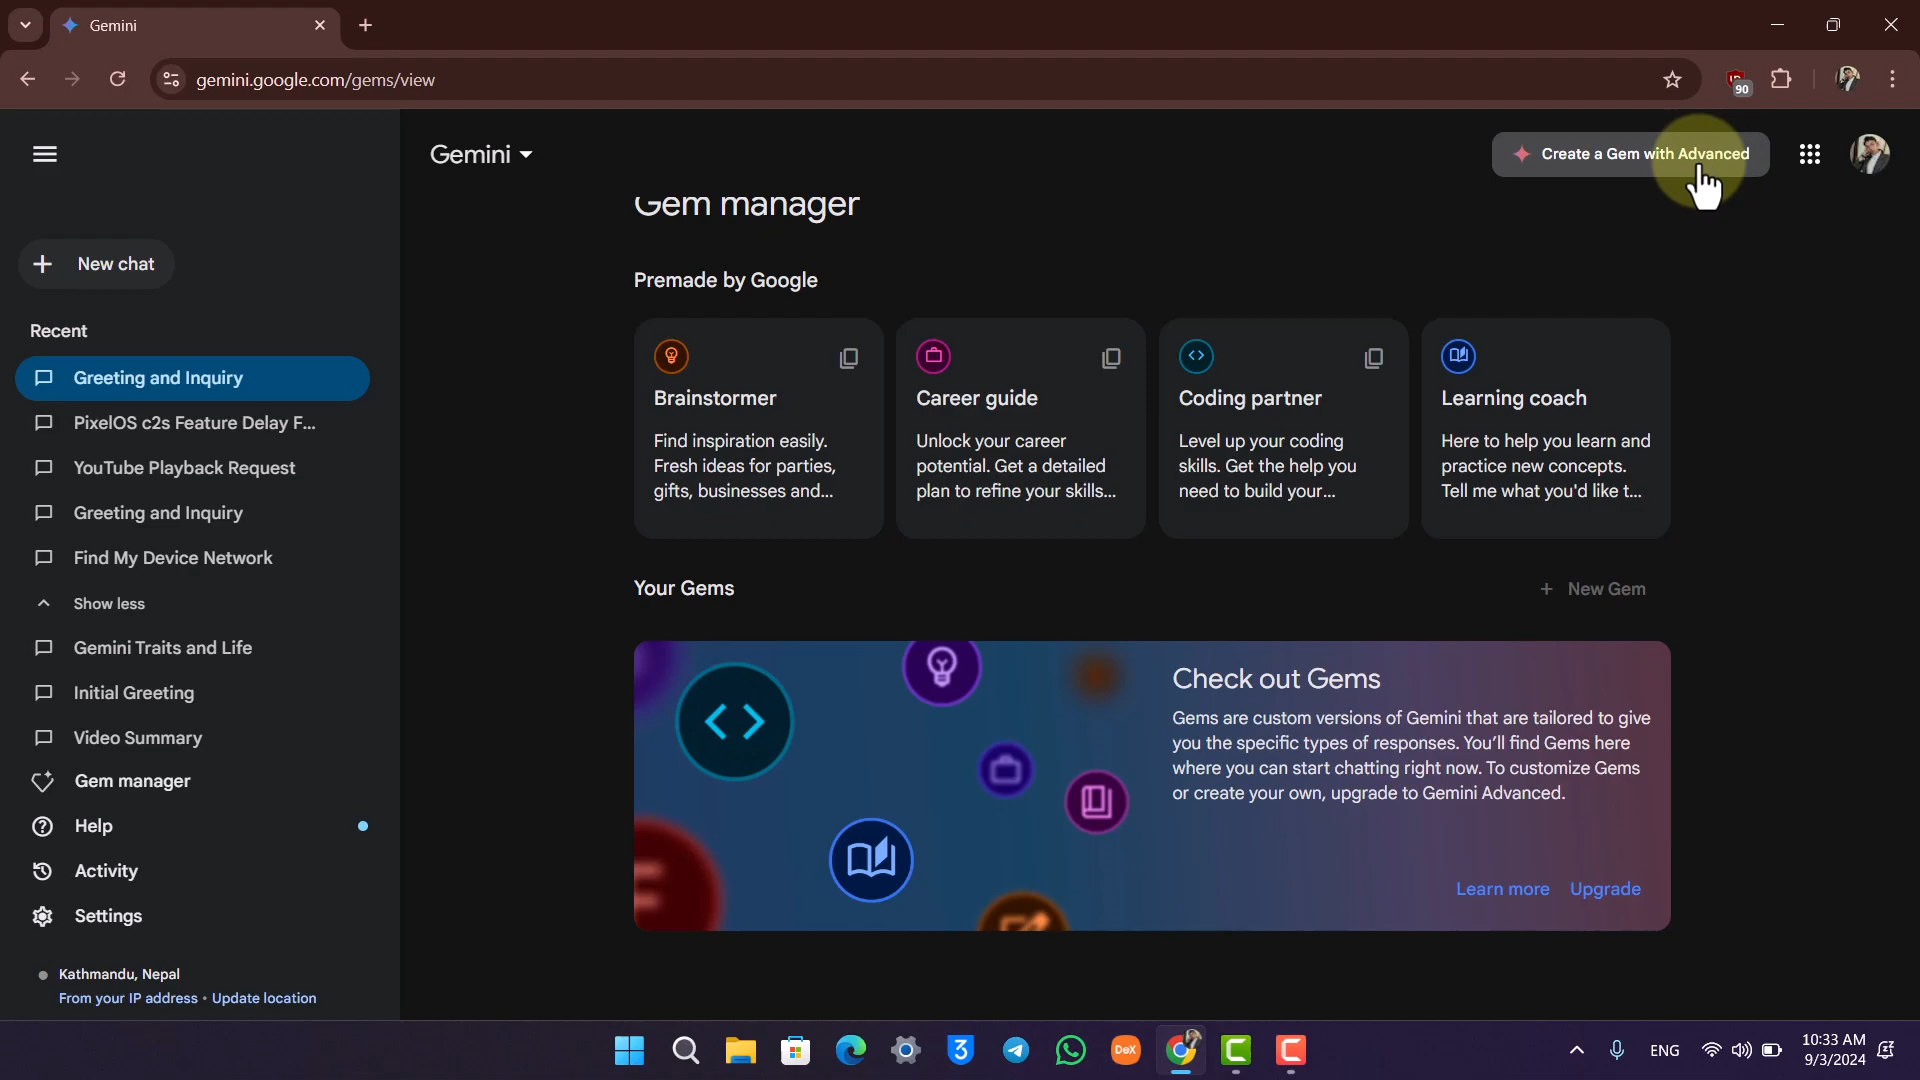 Gemini
gemini.google.com/gems/view
90
Gemini
Create a Gem with Advanced
New chat
Recent
Greeting and Inquiry
PixelOS c2s Feature Delay F...
YouTube Playback Request
Greeting and Inquiry
Find My Device Network
Show less
Gemini Traits and Life
Initial Greeting
Video Summary
Gem manager
Help
Activity
Settings
Kathmandu, Nepal
From your IP address • Update location
Gem manager
Premade by Google
Brainstormer
Find inspiration easily.
Fresh ideas for parties,
gifts, businesses and...
Career guide
Unlock your career
potential. Get a detailed
plan to refine your skills...
Coding partner
Level up your coding
skills. Get the help you
need to build your...
Learning coach
Here to help you learn and
practice new concepts.
Tell me what you'd like t...
Your Gems
+ New Gem
Check out Gems
Gems are custom versions of Gemini that are tailored to give
you the specific types of responses. You'll find Gems here
where you can start chatting right now. To customize Gems
or create your own, upgrade to Gemini Advanced.
Learn more Upgrade
3
DeX
ENG
10:33 AM
9/3/2024